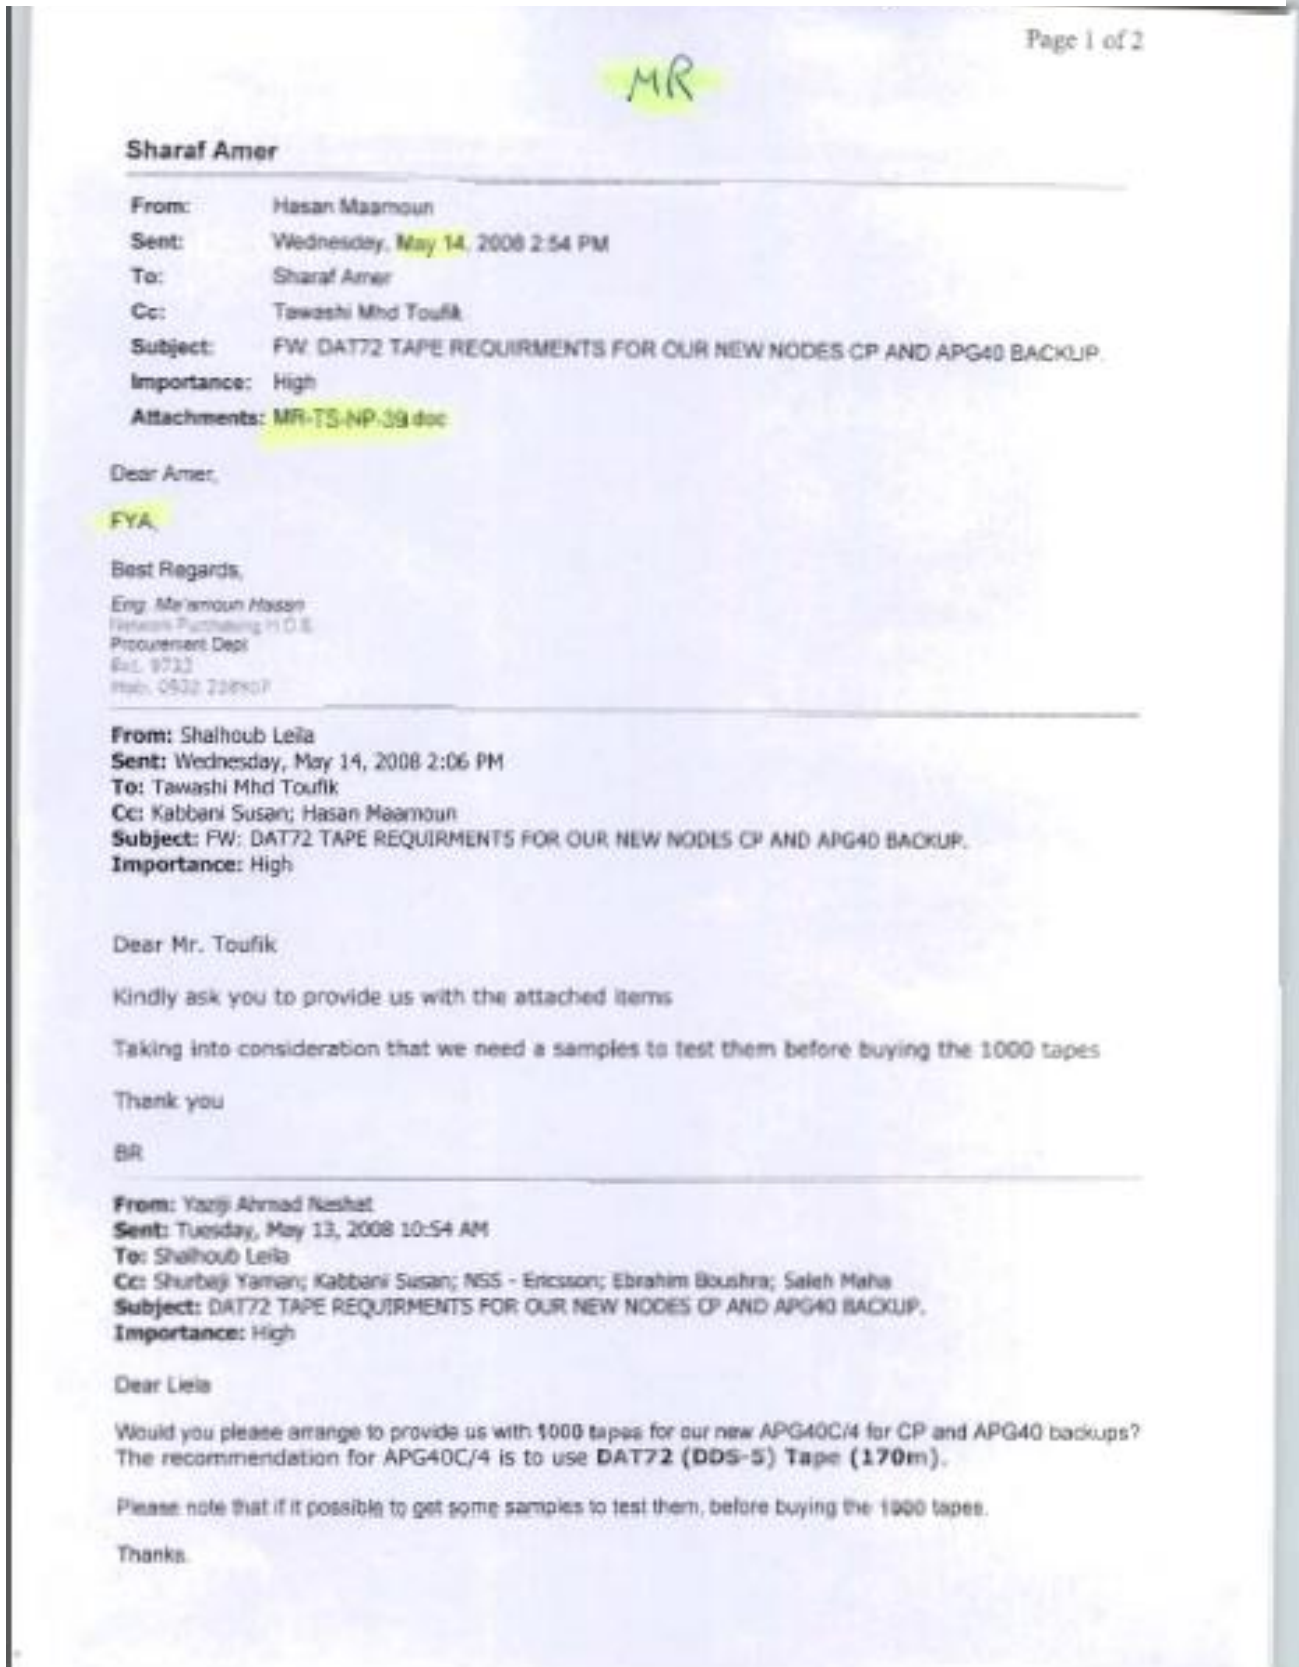 Page 1 of 2
MR
Sharaf Amer
From: Hasan Maamoun
Sent: Wednesday, May 14, 2008 2:54 PM
To: Sharaf Amer
Cc: Tawashi Mhd Toufik
Subject: FW: DAT72 TAPE REQUIRMENTS FOR OUR NEW NODES CP AND APG40 BACKUP.
Importance: High
Attachments: MR-TS-NP-39.doc
Dear Amer,
FYA,
Best Regards,
Eng. Ma'amoun Hasan
Network Purchasing H.O.S
Procurement Dept
Ext. 9733
Mob. 0932
From: Shalhoub Leila
Sent: Wednesday, May 14, 2008 2:06 PM
To: Tawashi Mhd Toufik
Cc: Kabbani Susan; Hasan Maamoun
Subject: FW: DAT72 TAPE REQUIRMENTS FOR OUR NEW NODES CP AND APG40 BACKUP.
Importance: High
Dear Mr. Toufik
Kindly ask you to provide us with the attached items
Taking into consideration that we need a samples to test them before buying the 1000 tapes
Thank you
BR
From: Yaziji Ahmad Nashat
Sent: Tuesday, May 13, 2008 10:54 AM
To: Shalhoub Leila
Cc: Shurbaji Yaman; Kabbani Susan; NSS - Ericsson; Ebrahim Boushra; Saleh Maha
Subject: DAT72 TAPE REQUIRMENTS FOR OUR NEW NODES CP AND APG40 BACKUP.
Importance: High
Dear Liela
Would you please arrange to provide us with 1000 tapes for our new APG40C/4 for CP and APG40 backups?
The recommendation for APG40C/4 is to use DAT72 (DDS-5) Tape (170m).
Please note that if it possible to get some samples to test them, before buying the 1000 tapes.
Thanks.